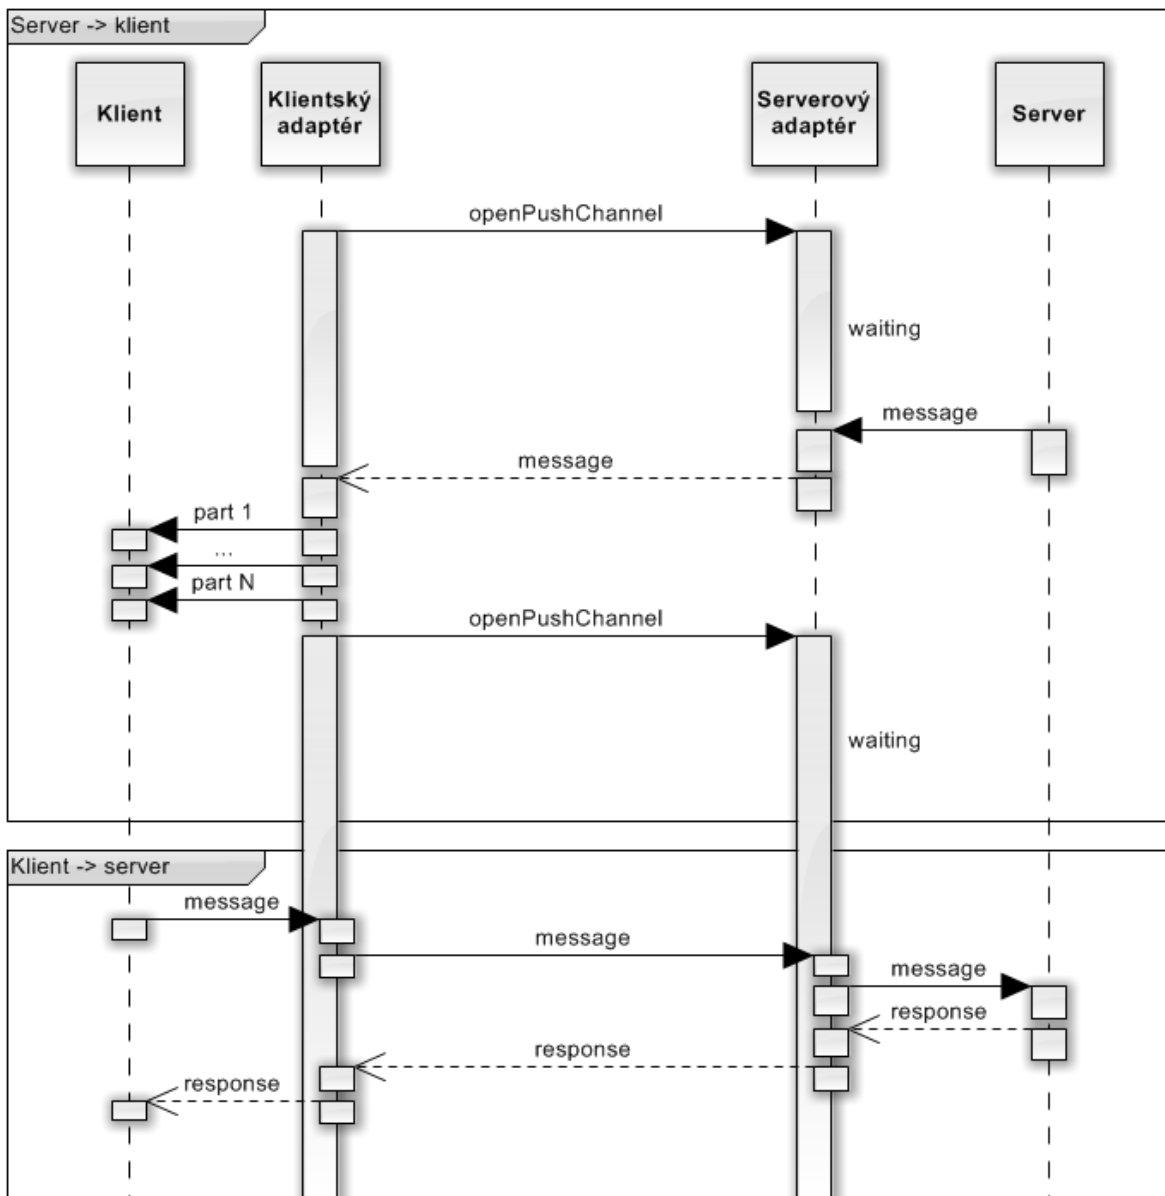 Server -> klient
Klient
Klientský
adaptér
Serverový
adaptér
Server
openPushChannel
waiting
message
message
part 1
...
part N
openPushChannel
waiting
Klient -> server
message
message
message
response
response
response